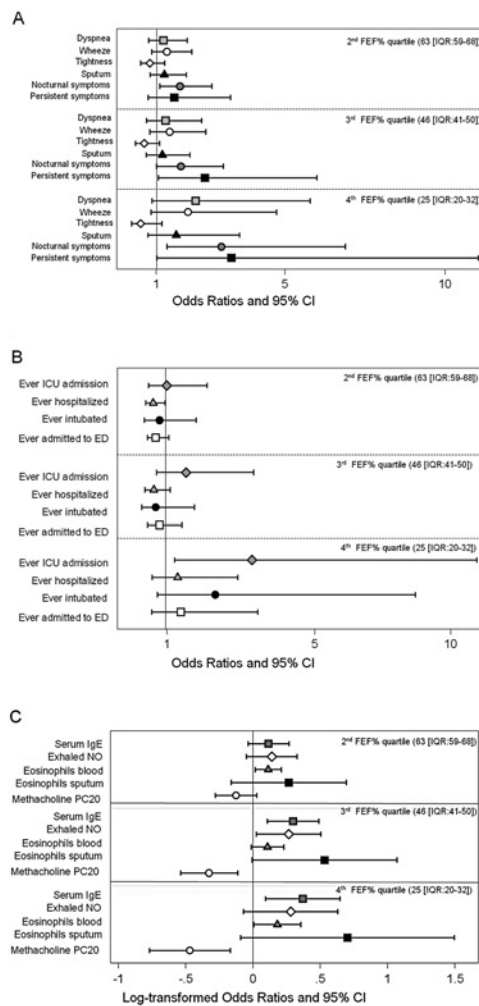 A
Dyspnea
2nd FEF% quartile (63 [IQR:59-68])
Wheeze
Tightness
Sputum
Nocturnal symptoms
Persistent symptoms
Dyspnea
3rd FEF% quartile (46 [IQR:41-50])
Wheeze
Tightness
Sputum
Nocturnal symptoms
Persistent symptoms
Dyspnea
4th FEF% quartile (25 [IQR:20-32])
Wheeze
Tightness
Sputum
Nocturnal symptoms
Persistent symptoms
1 5 10
Odds Ratios and 95% CI
B
2nd FEF% quartile (63 [IQR:59-68])
Ever ICU admission
Ever hospitalized
Ever intubated
Ever admitted to ED
3rd FEF% quartile (46 [IQR:41-50])
Ever ICU admission
Ever hospitalized
Ever intubated
Ever admitted to ED
4th FEF% quartile (25 [IQR:20-32])
Ever ICU admission
Ever hospitalized
Ever intubated
Ever admitted to ED
1 5 10
Odds Ratios and 95% CI
C
Serum IgE
2nd FEF% quartile (63 [IQR:59-68])
Exhaled NO
Eosinophils blood
Eosinophils sputum
Methacholine PC20
3rd FEF% quartile (46 [IQR:41-50])
Serum IgE
Exhaled NO
Eosinophils blood
Eosinophils sputum
Methacholine PC20
4th FEF% quartile (25 [IQR:20-32])
Serum IgE
Exhaled NO
Eosinophils blood
Eosinophils sputum
Methacholine PC20
-1 -.5 0 .5 1 1.5
Log-transformed Odds Ratios and 95% CI